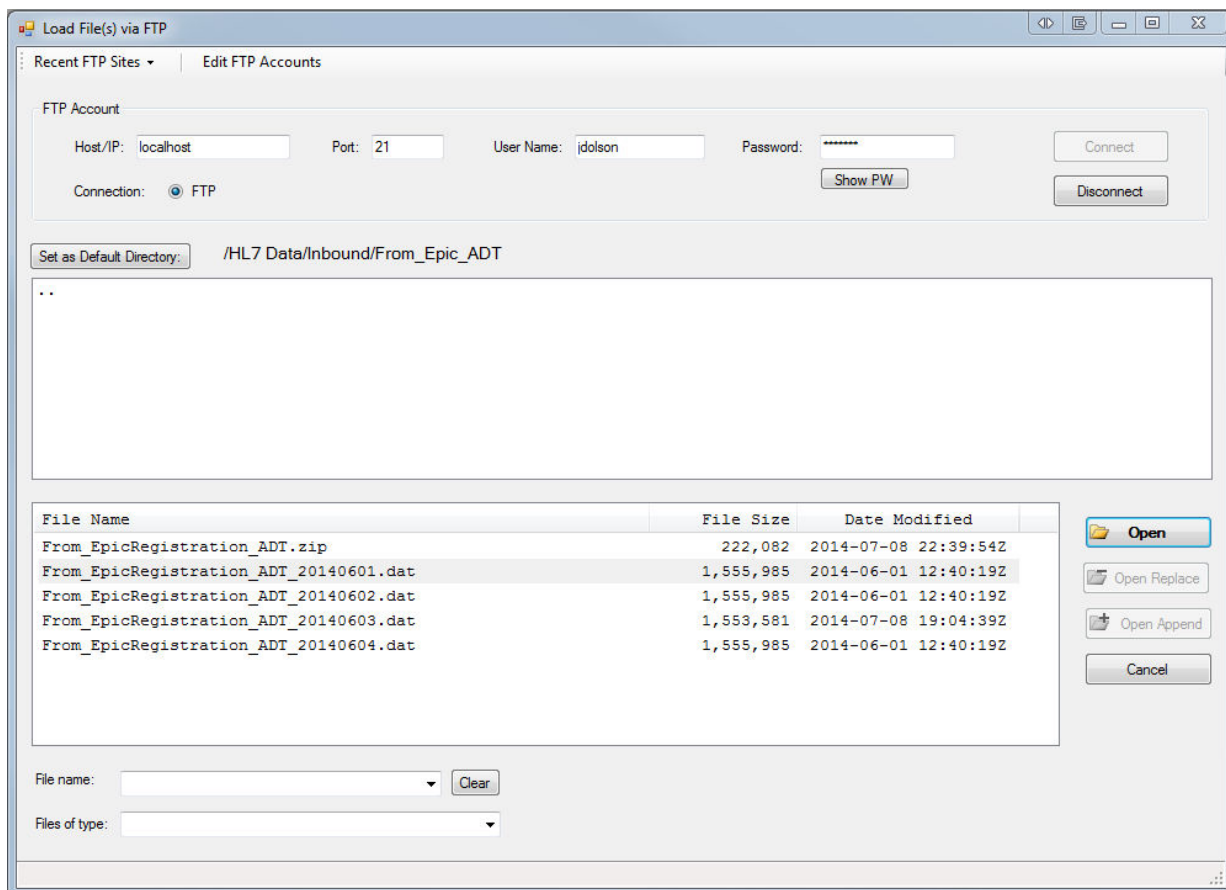 Load File(s) via FTP
Recent FTP Sites Edit FTP Accounts
FTP Account
Host/IP: localhost Port: 21 User Name: jdolson Password: ******* Connect
Show PW
Connection: FTP Disconnect
Set as Default Directory: /HL7 Data/Inbound/From_Epic_ADT
..
File Name File Size Date Modified
From_EpicRegistration_ADT.zip 222,082 2014-07-08 22:39:54Z
From_EpicRegistration_ADT_20140601.dat 1,555,985 2014-06-01 12:40:19Z
From_EpicRegistration_ADT_20140602.dat 1,555,985 2014-06-01 12:40:19Z
From_EpicRegistration_ADT_20140603.dat 1,553,581 2014-07-08 19:04:39Z
From_EpicRegistration_ADT_20140604.dat 1,555,985 2014-06-01 12:40:19Z
Open
Open Replace
Open Append
Cancel
File name: Clear
Files of type: